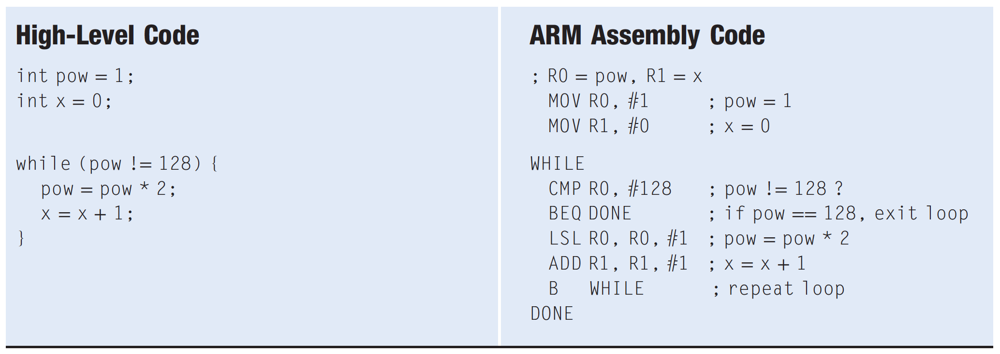 High-Level Code
int pow = 1;
int x = 0;
while (pow != 128) {
pow = pow * 2;
x = x + 1;
}
ARM Assembly Code
; R0 = pow, R1 = x
MOV R0, #1 ; pow = 1
MOV R1, #0 ; x = 0
WHILE
CMP R0, #128 ; pow != 128 ?
BEQ DONE ; if pow == 128, exit loop
LSL R0, R0, #1 ; pow = pow * 2
ADD R1, R1, #1 ; x = x + 1
B WHILE ; repeat loop
DONE